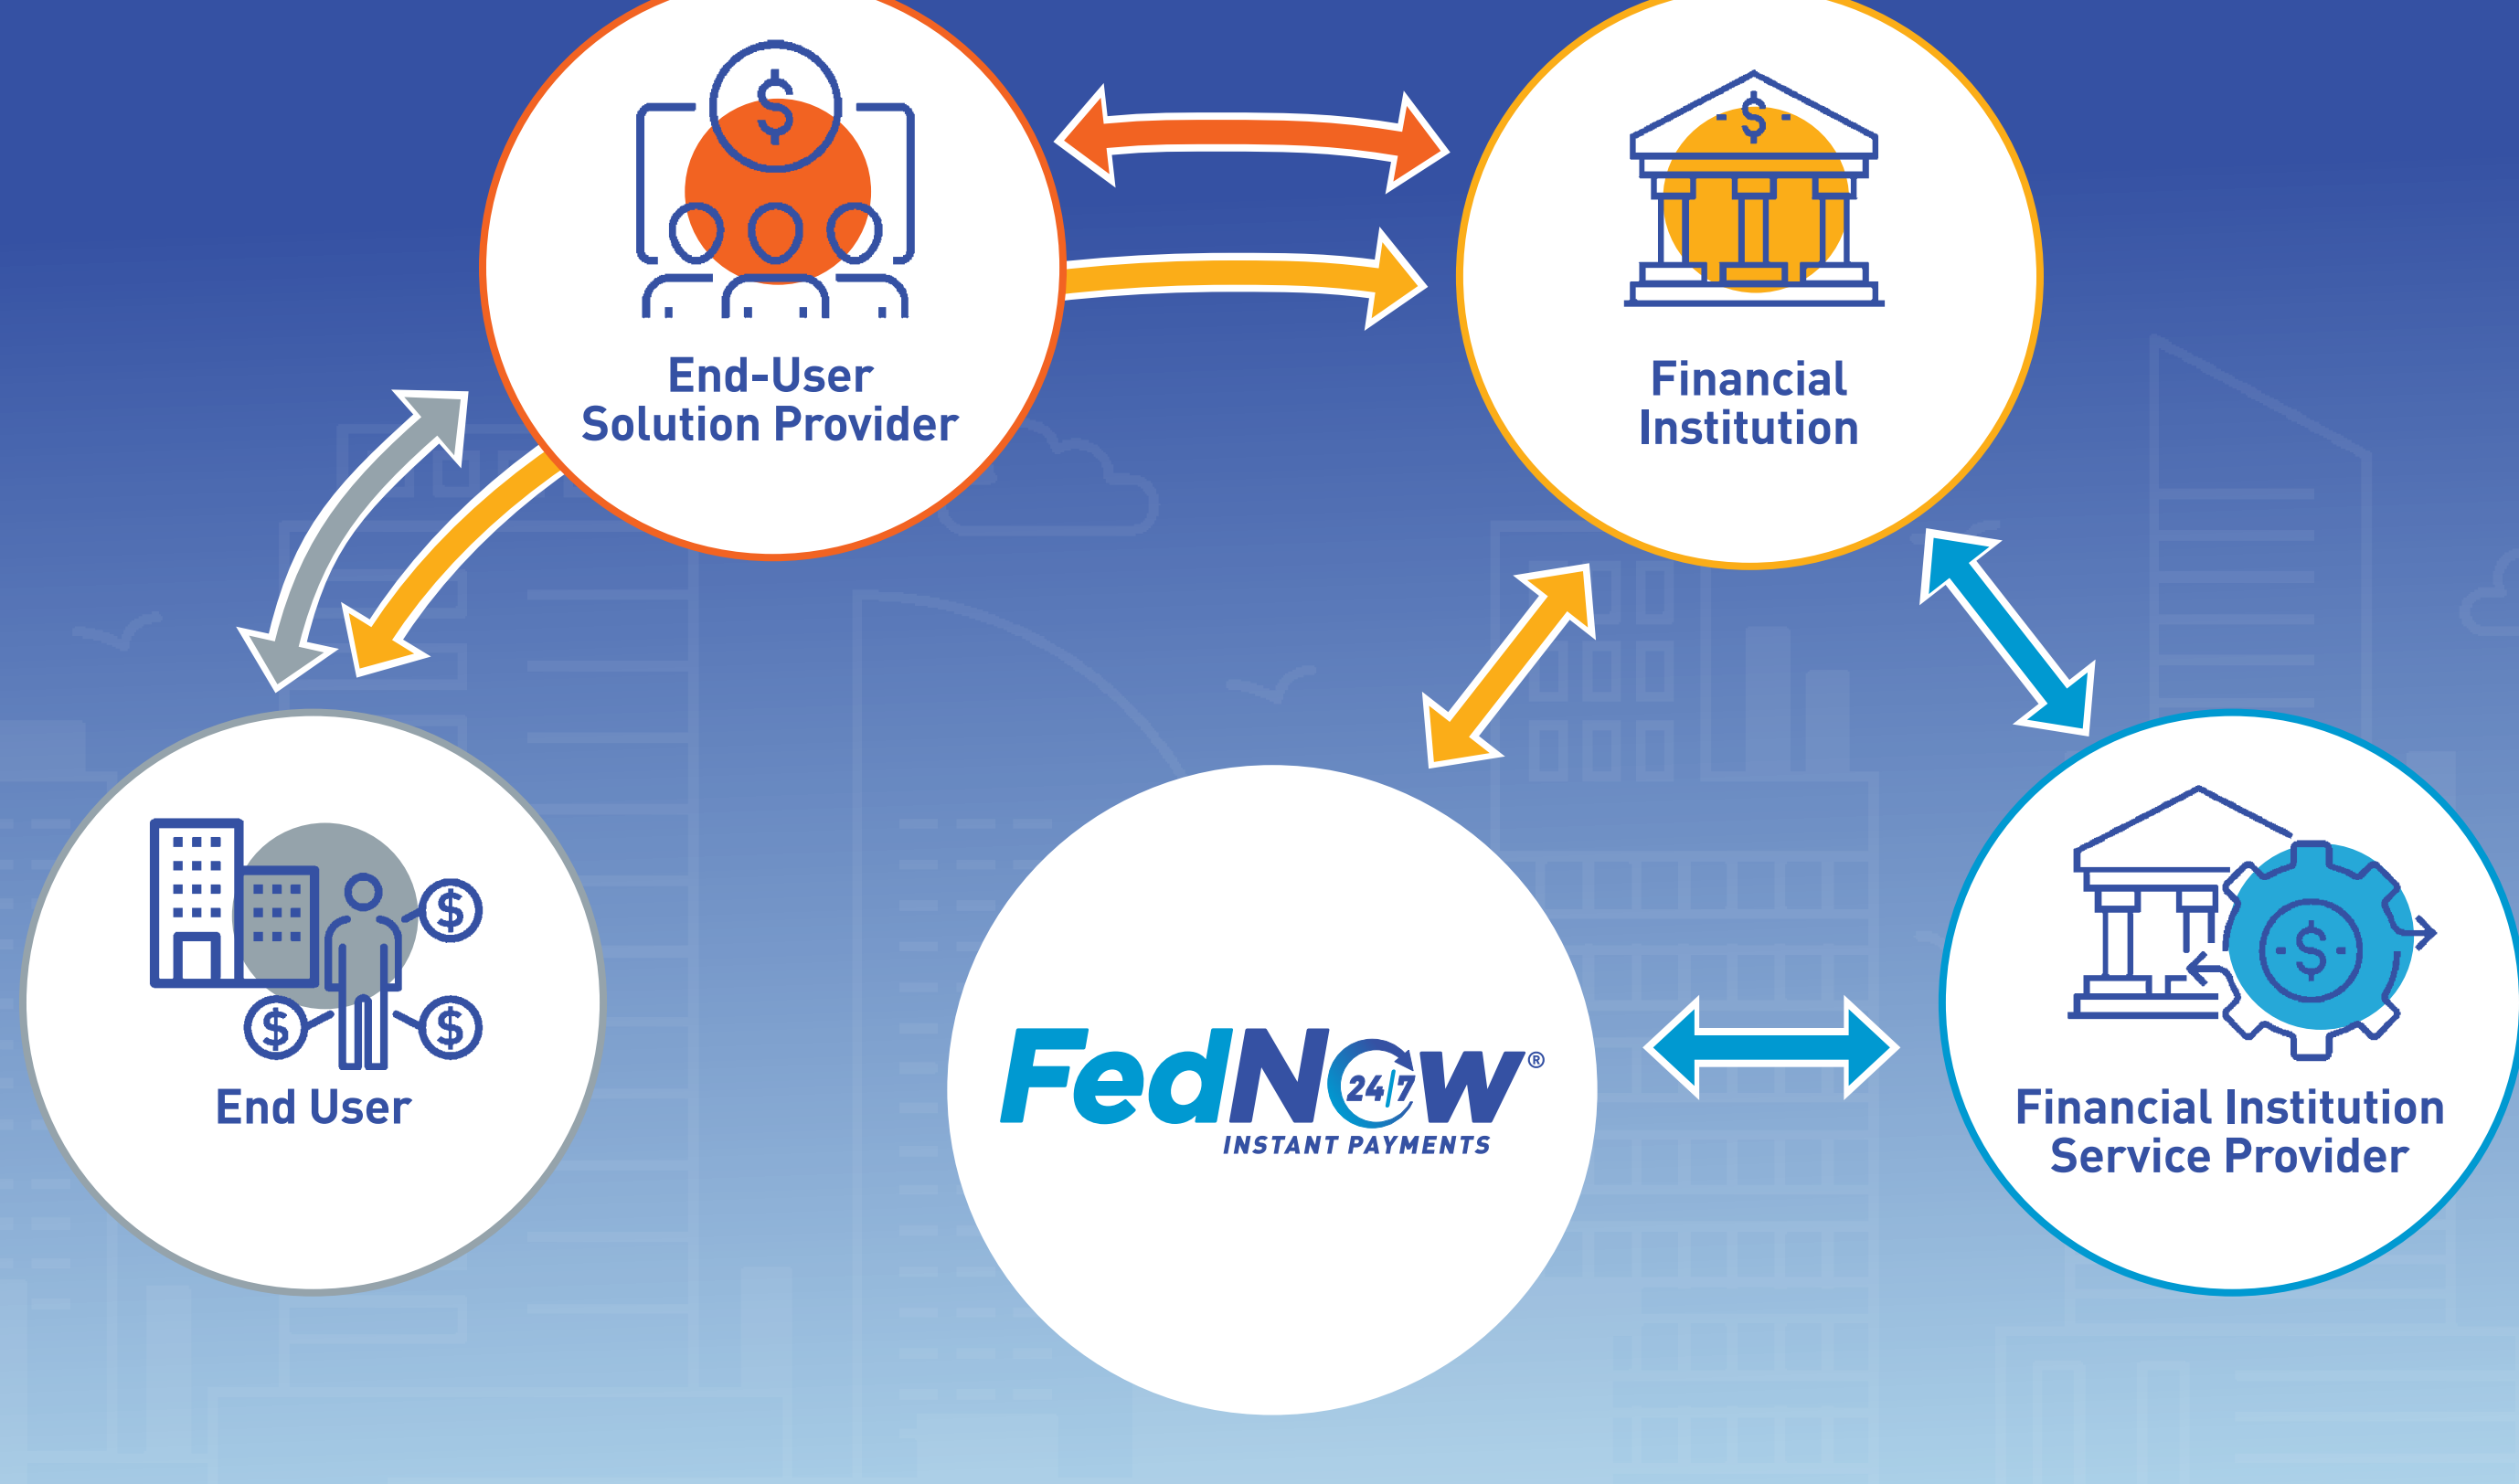 End-User
Solution Provider
Financial
Institution
End User
FedNow®
24/7
INSTANT PAYMENTS
Financial Institution
Service Provider